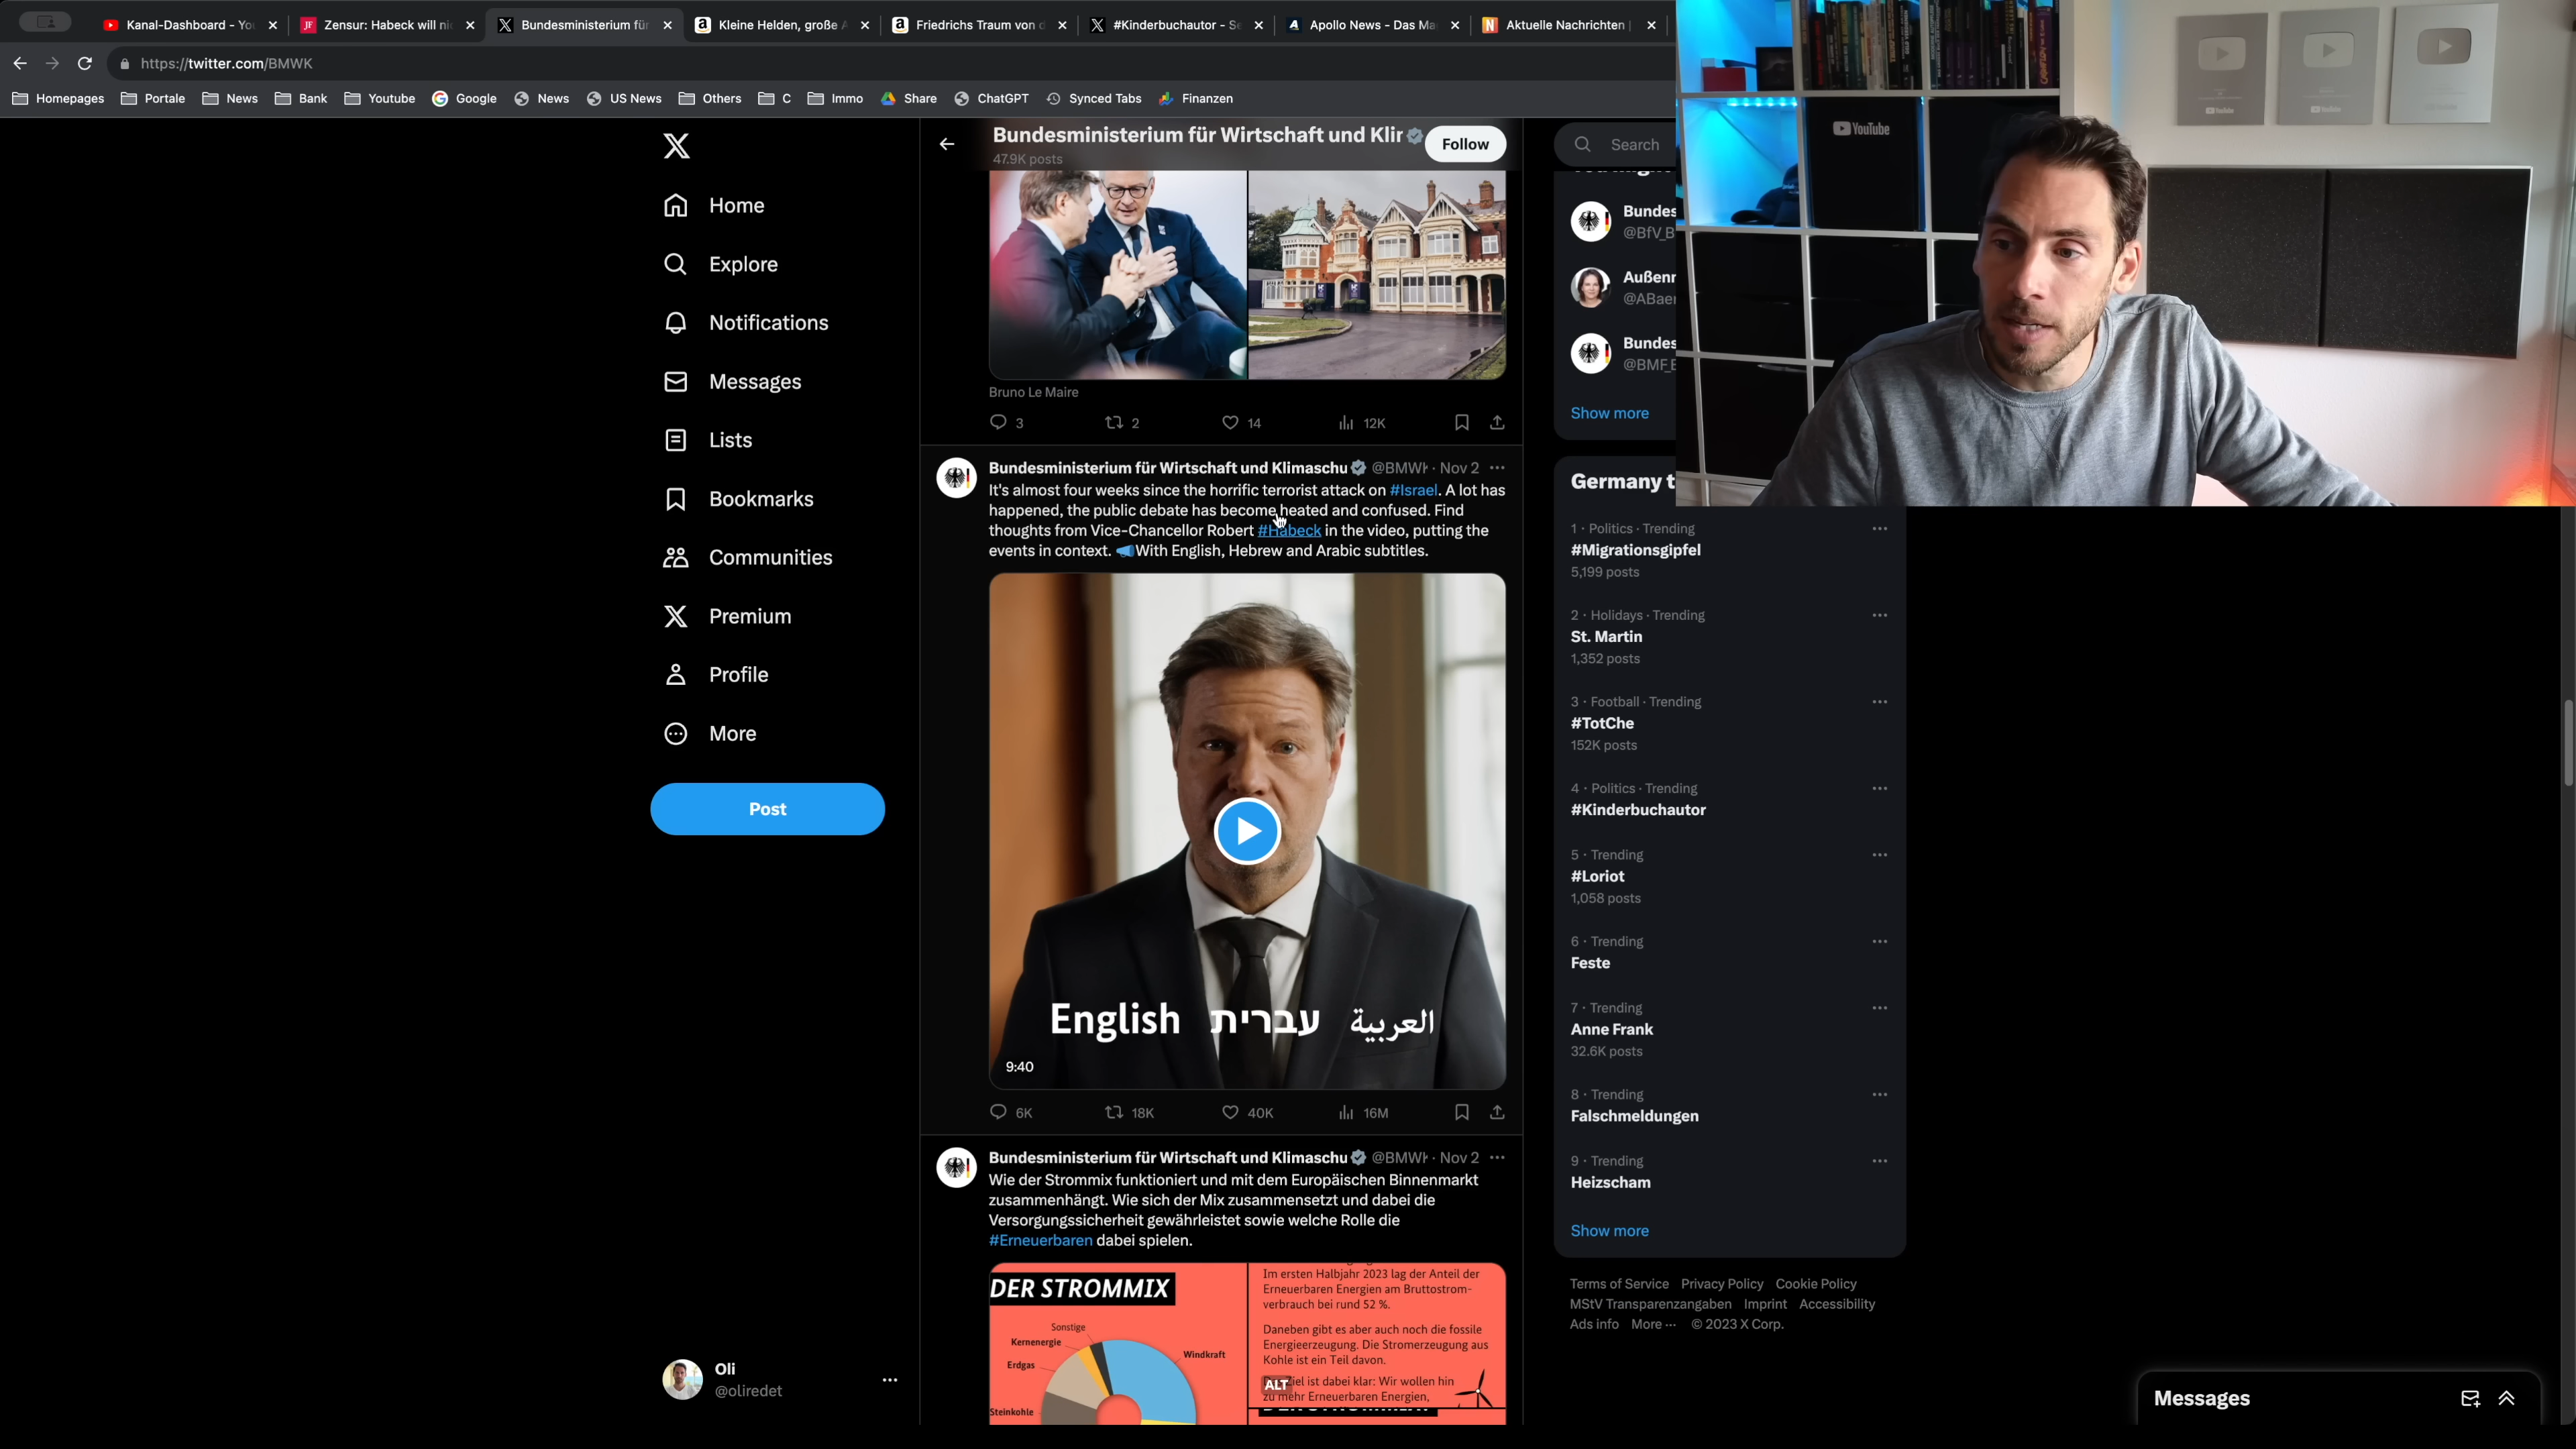 Kanal-Dashboard - Yo
Zensur: Habeck will ni
Bundesministerium für
Kleine Helden, große A
Friedrichs Traum von d
#Kinderbuchautor - Se
Apollo News - Das Ma
Aktuelle Nachrichten |
https://twitter.com/BMWK
Homepages
Portale
News
Bank
Youtube
Google
News
US News
Others
C
Immo
Share
ChatGPT
Synced Tabs
Finanzen
YouTube
Home
Explore
Notifications
Messages
Lists
Bookmarks
Communities
Premium
Profile
More
Post
Oli
@oliredet
Bundesministerium für Wirtschaft und Klir
47.9K posts
Follow
Bruno Le Maire
3
2
14
12K
Bundesministerium für Wirtschaft und Klimaschu @BMWK · Nov 2
It's almost four weeks since the horrific terrorist attack on #Israel. A lot has
happened, the public debate has become heated and confused. Find
thoughts from Vice-Chancellor Robert #Habeck in the video, putting the
events in context. With English, Hebrew and Arabic subtitles.
English עברית العربية
9:40
6K
18K
40K
16M
Bundesministerium für Wirtschaft und Klimaschu @BMWK · Nov 2
Wie der Strommix funktioniert und mit dem Europäischen Binnenmarkt
zusammenhängt. Wie sich der Mix zusammensetzt und dabei die
Versorgungssicherheit gewährleistet sowie welche Rolle die
#Erneuerbaren dabei spielen.
DER STROMMIX
Sonstige
Kernenergie
Erdgas
Steinkohle
Windkraft
Im ersten Halbjahr 2023 lag der Anteil der
Erneuerbaren Energien am Bruttostrom-
verbrauch bei rund 52 %.
Daneben gibt es aber auch noch die fossile
Energieerzeugung. Die Stromerzeugung aus
Kohle ist ein Teil davon.
ALT
Ziel ist dabei klar: Wir wollen hin
zu mehr Erneuerbaren Energien,
Search
Bundes
@BfV_B
Außenr
@ABaer
Bundes
@BMF_B
Show more
Germany t
1 · Politics · Trending
#Migrationsgipfel
5,199 posts
2 · Holidays · Trending
St. Martin
1,352 posts
3 · Football · Trending
#TotChe
152K posts
4 · Politics · Trending
#Kinderbuchautor
5 · Trending
#Loriot
1,058 posts
6 · Trending
Feste
7 · Trending
Anne Frank
32.6K posts
8 · Trending
Falschmeldungen
9 · Trending
Heizscham
Show more
Terms of Service Privacy Policy Cookie Policy
MStV Transparenzangaben Imprint Accessibility
Ads info More ··· © 2023 X Corp.
Messages